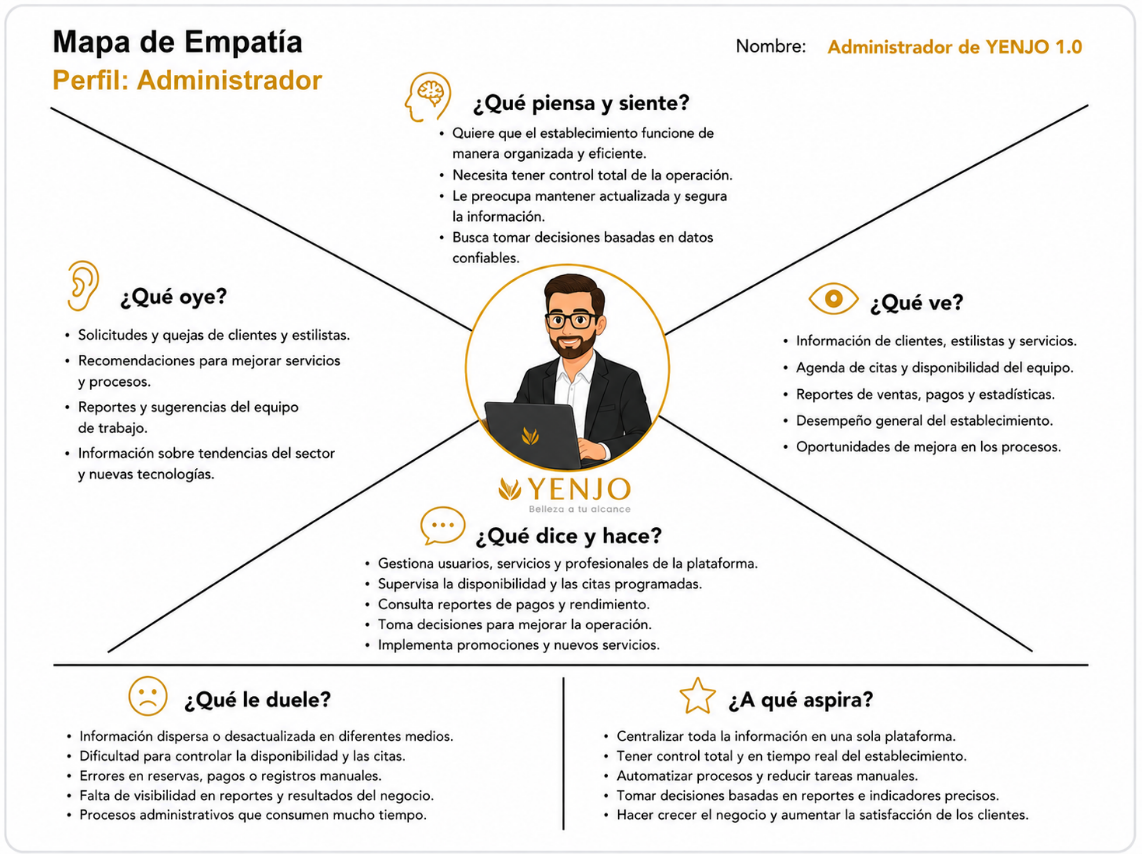 Mapa de Empatía
Perfil: Administrador
Nombre: Administrador de YENJO 1.0
¿Qué piensa y siente?
• Quiere que el establecimiento funcione de
manera organizada y eficiente.
• Necesita tener control total de la operación.
• Le preocupa mantener actualizada y segura
la información.
• Busca tomar decisiones basadas en datos
confiables.
¿Qué oye?
• Solicitudes y quejas de clientes y estilistas.
• Recomendaciones para mejorar servicios
y procesos.
• Reportes y sugerencias del equipo
de trabajo.
• Información sobre tendencias del sector
y nuevas tecnologías.
¿Qué ve?
• Información de clientes, estilistas y servicios.
• Agenda de citas y disponibilidad del equipo.
• Reportes de ventas, pagos y estadísticas.
• Desempeño general del establecimiento.
• Oportunidades de mejora en los procesos.
YENJO
Belleza a tu alcance
¿Qué dice y hace?
• Gestiona usuarios, servicios y profesionales de la plataforma.
• Supervisa la disponibilidad y las citas programadas.
• Consulta reportes de pagos y rendimiento.
• Toma decisiones para mejorar la operación.
• Implementa promociones y nuevos servicios.
¿Qué le duele?
• Información dispersa o desactualizada en diferentes medios.
• Dificultad para controlar la disponibilidad y las citas.
• Errores en reservas, pagos o registros manuales.
• Falta de visibilidad en reportes y resultados del negocio.
• Procesos administrativos que consumen mucho tiempo.
¿A qué aspira?
• Centralizar toda la información en una sola plataforma.
• Tener control total y en tiempo real del establecimiento.
• Automatizar procesos y reducir tareas manuales.
• Tomar decisiones basadas en reportes e indicadores precisos.
• Hacer crecer el negocio y aumentar la satisfacción de los clientes.